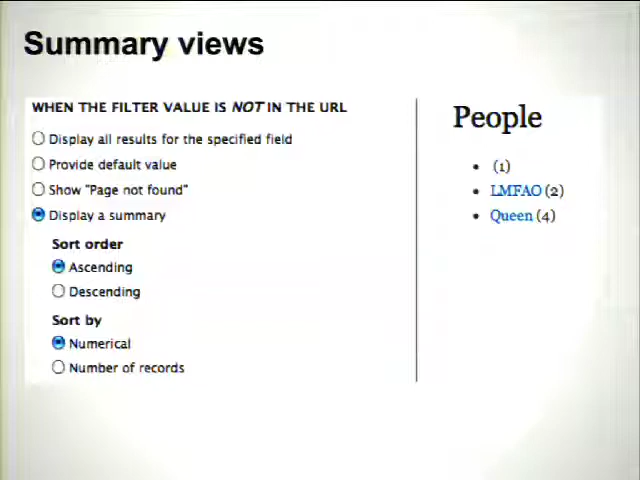 Summary views
WHEN THE FILTER VALUE IS NOT IN THE URL
Display all results for the specified field
Provide default value
Show "Page not found"
Display a summary
Sort order
Ascending
Descending
Sort by
Numerical
Number of records
People
(1)
LMFAO (2)
Queen (4)